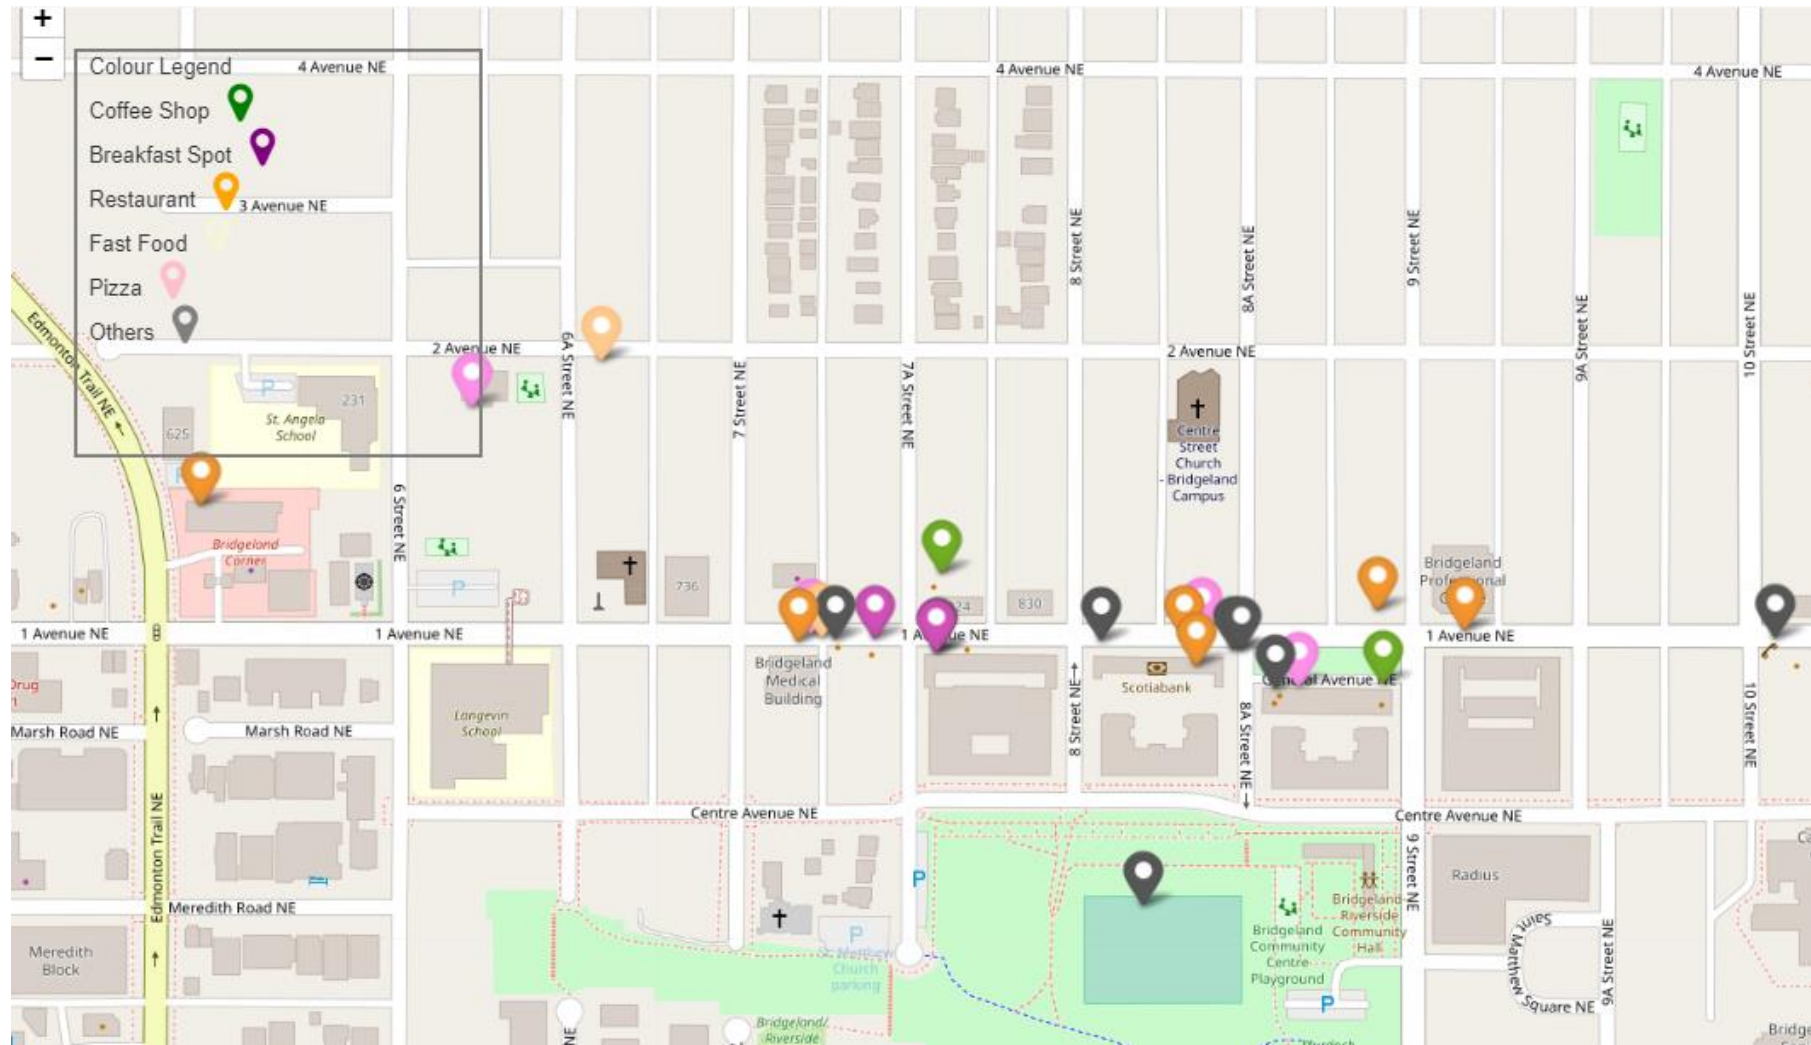 +
−
Colour Legend
Coffee Shop
Breakfast Spot
Restaurant
Fast Food
Pizza
Others
4 Avenue NE
4 Avenue NE
4 Avenue NE
3 Avenue NE
8 Street NE
8A Street NE
9 Street NE
9A Street NE
10 Street NE
Edmonton Trail NE
2 Avenue NE
2 Avenue NE
6A Street NE
7 Street NE
7A Street NE
P
231
St. Angela
School
625
Centre
Street
Church
- Bridgeland
Campus
6 Street NE
Bridgeland
Corner
P
736
830
24
Bridgeland
Professional
1 Avenue NE
1 Avenue NE
1 Avenue NE
Bridgeland
Medical
Building
Scotiabank
General Avenue NE
Drug
Langevin
School
Marsh Road NE
Marsh Road NE
8 Street NE
8A Street NE
10 Street NE
Edmonton Trail NE
Centre Avenue NE
Centre Avenue NE
9 Street NE
P
Radius
Meredith Road NE
Meredith
Block
P
St. Matthew
Church
parking
Bridgeland
Riverside
Community
Hall
Bridgeland
Community
Centre
Playground
P
Saint Matthew Square NE
9A Street NE
NE
Bridgeland/
Riverside